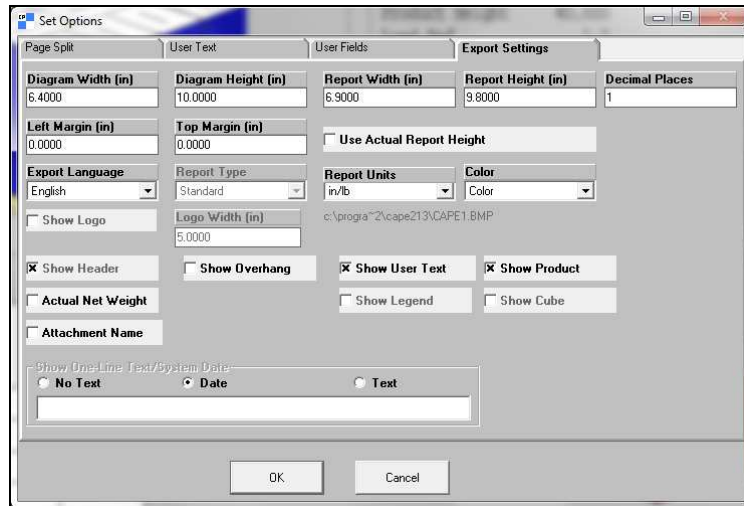 Set Options
Page Split User Text User Fields Export Settings
Diagram Width (in) Diagram Height (in) Report Width (in) Report Height (in) Decimal Places
6.4000 10.0000 6.9000 9.8000 1
Left Margin (in) Top Margin (in)
0.0000 0.0000 Use Actual Report Height
Export Language Report Type Report Units Color
English Standard in/lb Color
Show Logo Logo Width (in) c:\progra~2\cape213\CAPE1.BMP
5.0000
Show Header Show Overhang Show User Text Show Product
Actual Net Weight Show Legend Show Cube
Attachment Name
Show One-Line Text/System Date
No Text Date Text
OK Cancel